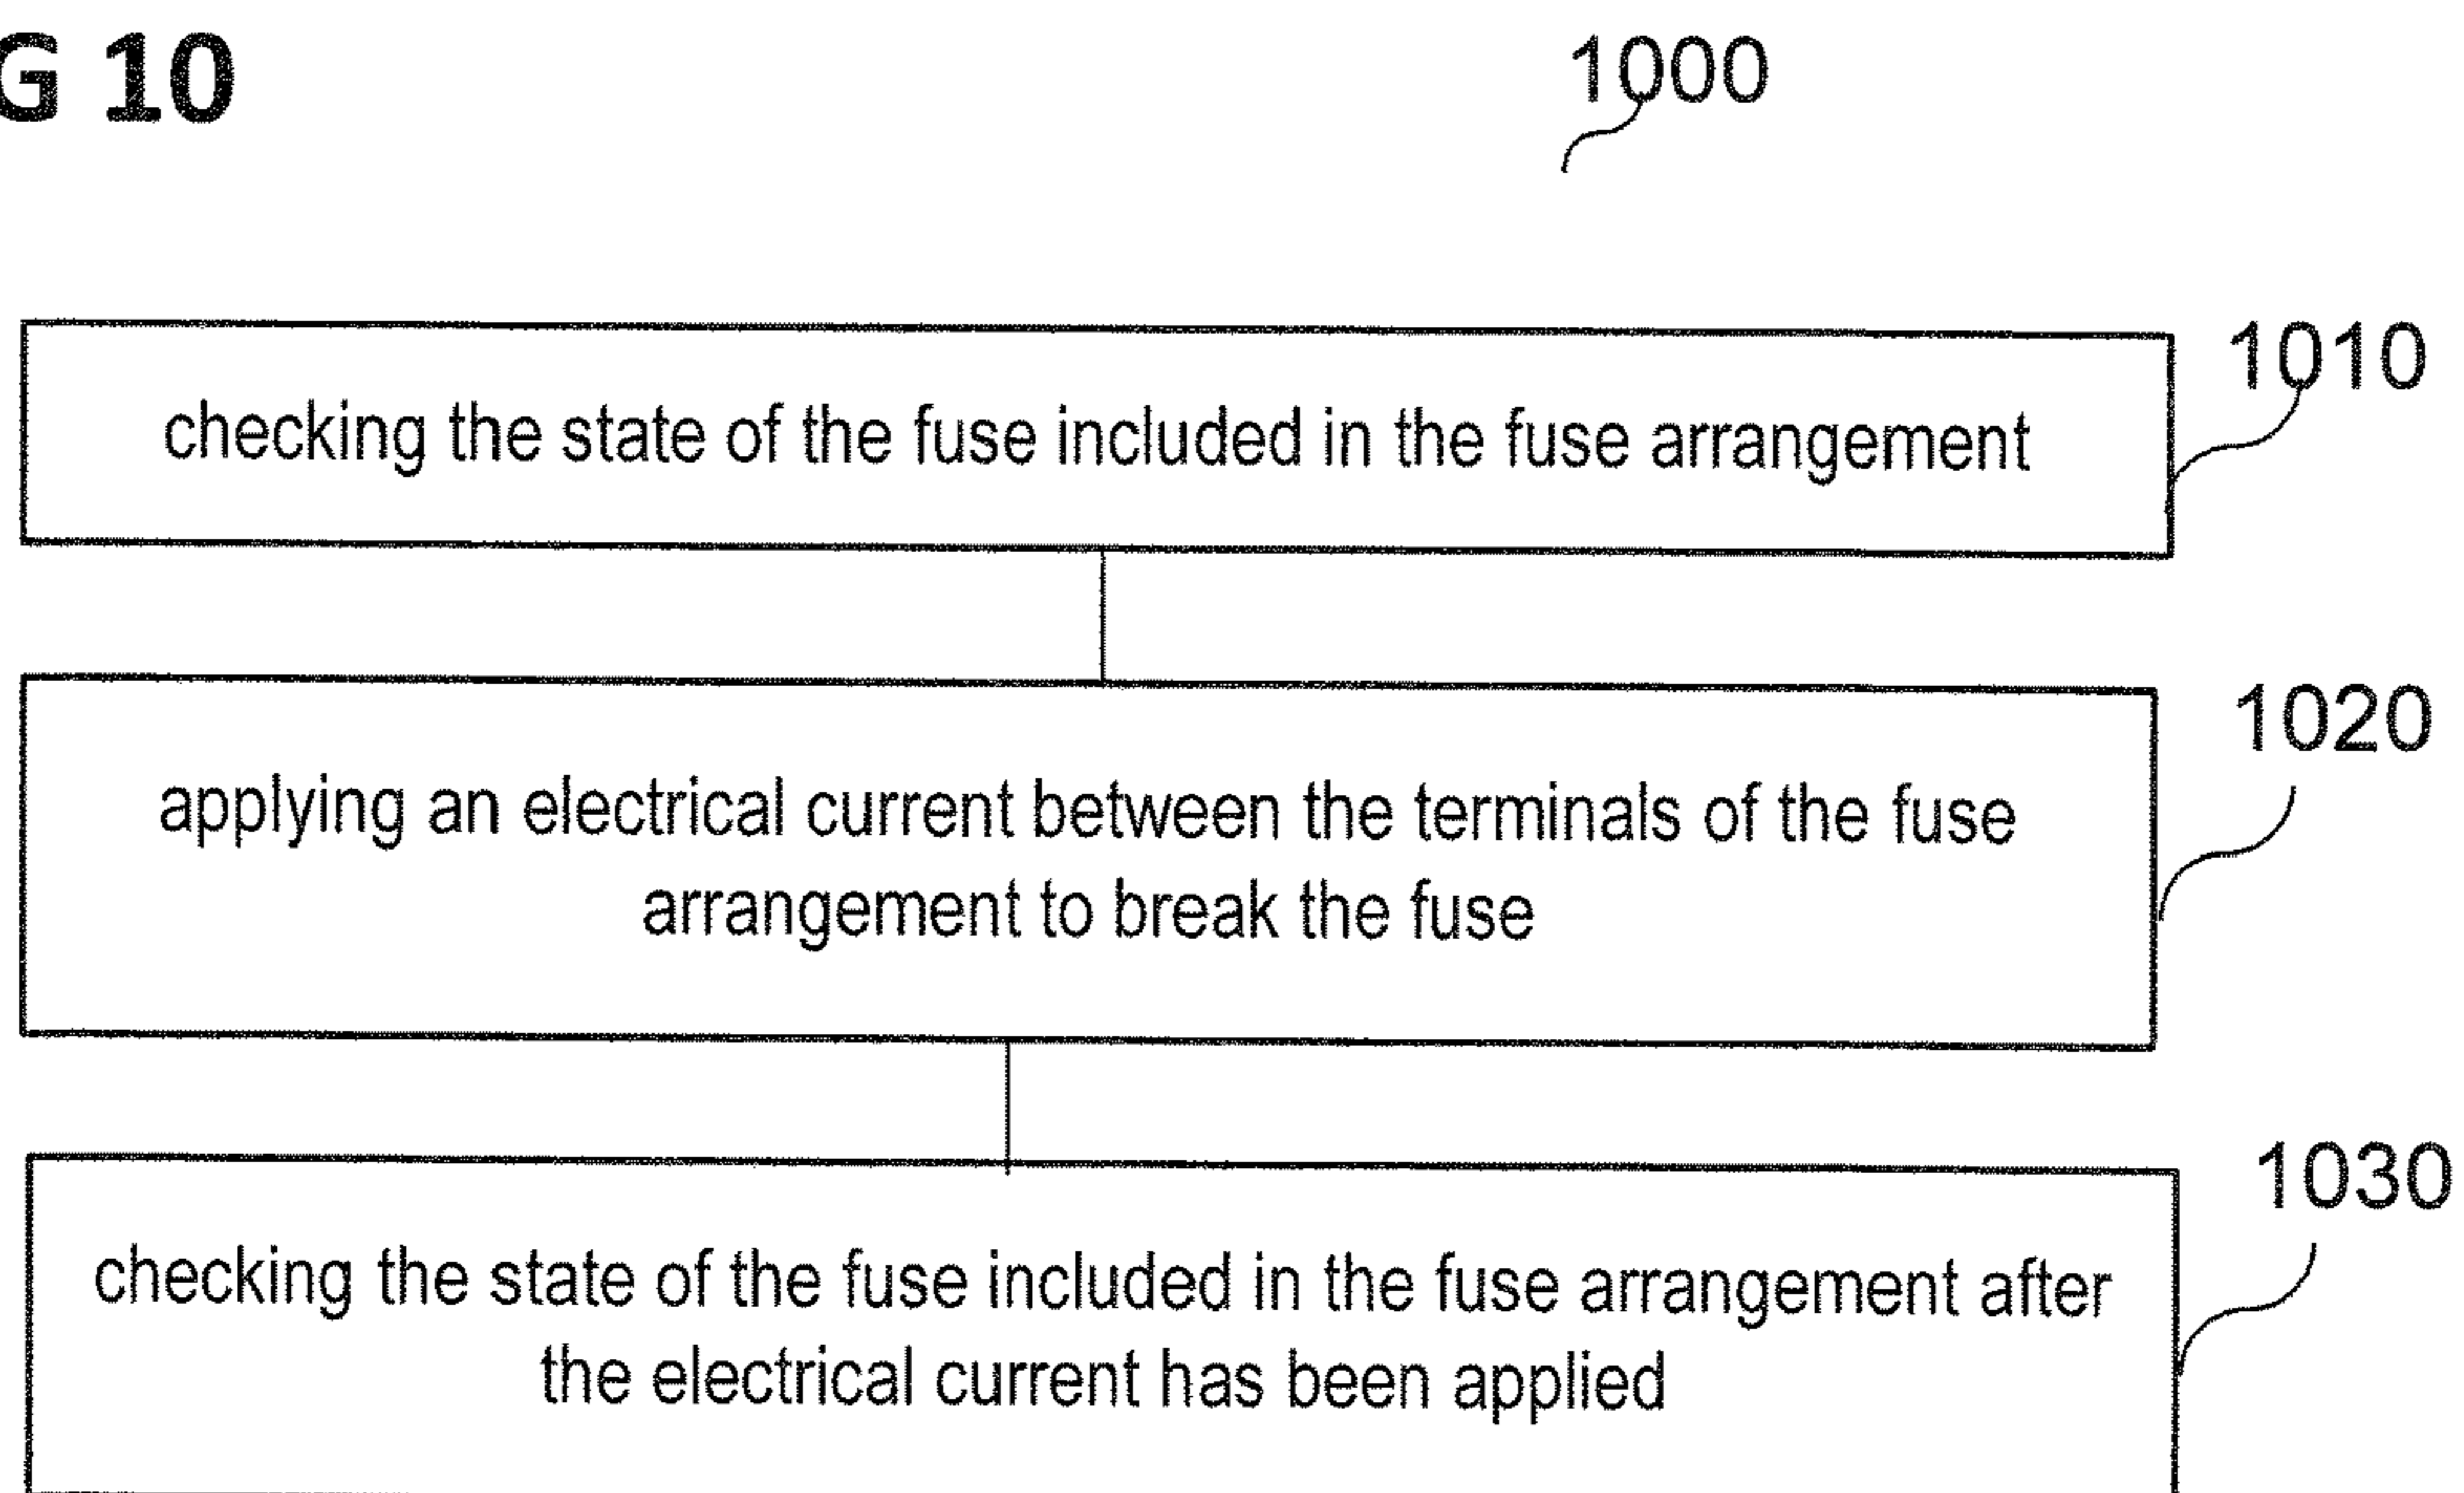 G 10
1000
checking the state of the fuse included in the fuse arrangement
1010
applying an electrical current between the terminals of the fuse
arrangement to break the fuse
1020
checking the state of the fuse included in the fuse arrangement after
the electrical current has been applied
1030